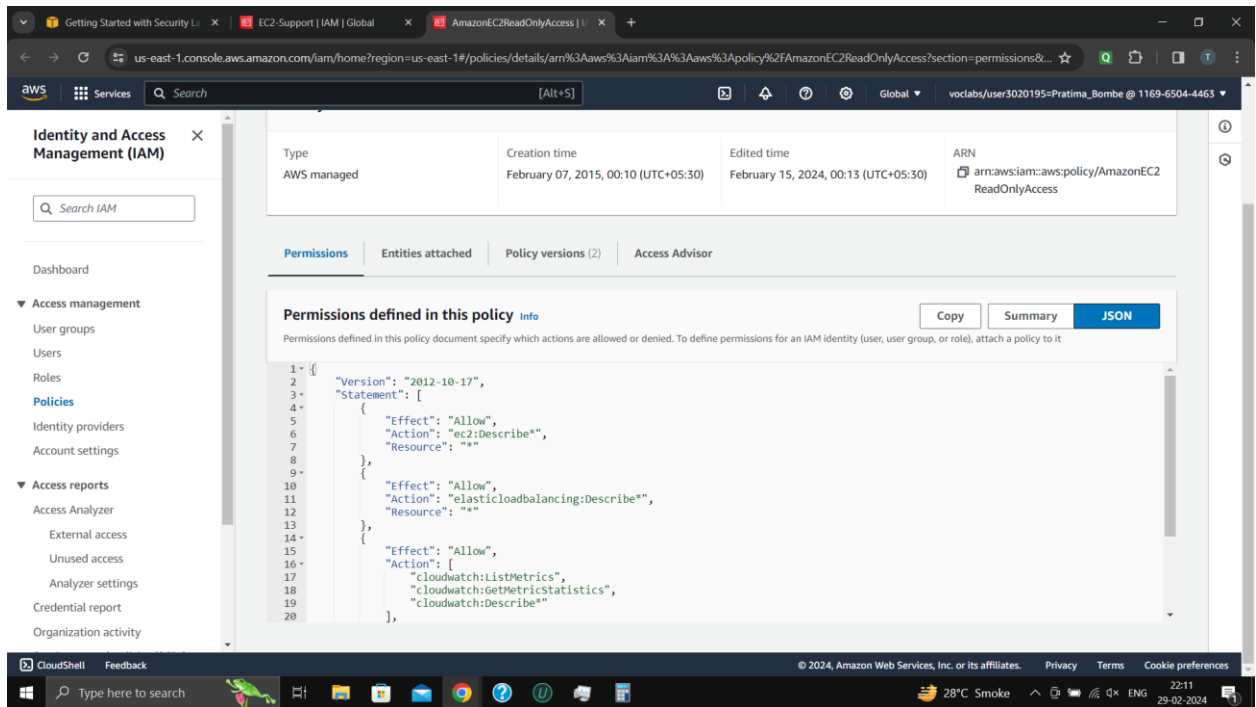 Getting Started with Security La
EC2-Support | IAM | Global
AmazonEC2ReadOnlyAccess | I
us-east-1.console.aws.amazon.com/iam/home?region=us-east-1#/policies/details/arn%3Aaws%3Aiam%3A%3Aaws%3Apolicy%2FAmazonEC2ReadOnlyAccess?section=permissions&...
Q
T
aws
Services
Search
[Alt+S]
Global
voclabs/user3020195=Pratima_Bombe @ 1169-6504-4463
Identity and Access
Management (IAM)
Search IAM
Dashboard
Access management
User groups
Users
Roles
Policies
Identity providers
Account settings
Access reports
Access Analyzer
External access
Unused access
Analyzer settings
Credential report
Organization activity
Type
AWS managed
Creation time
February 07, 2015, 00:10 (UTC+05:30)
Edited time
February 15, 2024, 00:13 (UTC+05:30)
ARN
arn:aws:iam::aws:policy/AmazonEC2
ReadOnlyAccess
Permissions
Entities attached
Policy versions (2)
Access Advisor
Permissions defined in this policy Info
Copy
Summary
JSON
Permissions defined in this policy document specify which actions are allowed or denied. To define permissions for an IAM identity (user, user group, or role), attach a policy to it
1 {
2 "Version": "2012-10-17",
3 "Statement": [
4 {
5 "Effect": "Allow",
6 "Action": "ec2:Describe*",
7 "Resource": "*"
8 },
9 {
10 "Effect": "Allow",
11 "Action": "elasticloadbalancing:Describe*",
12 "Resource": "*"
13 },
14 {
15 "Effect": "Allow",
16 "Action": [
17 "cloudwatch:ListMetrics",
18 "cloudwatch:GetMetricStatistics",
19 "cloudwatch:Describe*"
20 ],
CloudShell
Feedback
© 2024, Amazon Web Services, Inc. or its affiliates.
Privacy
Terms
Cookie preferences
Type here to search
28°C Smoke
ENG
22:11
29-02-2024